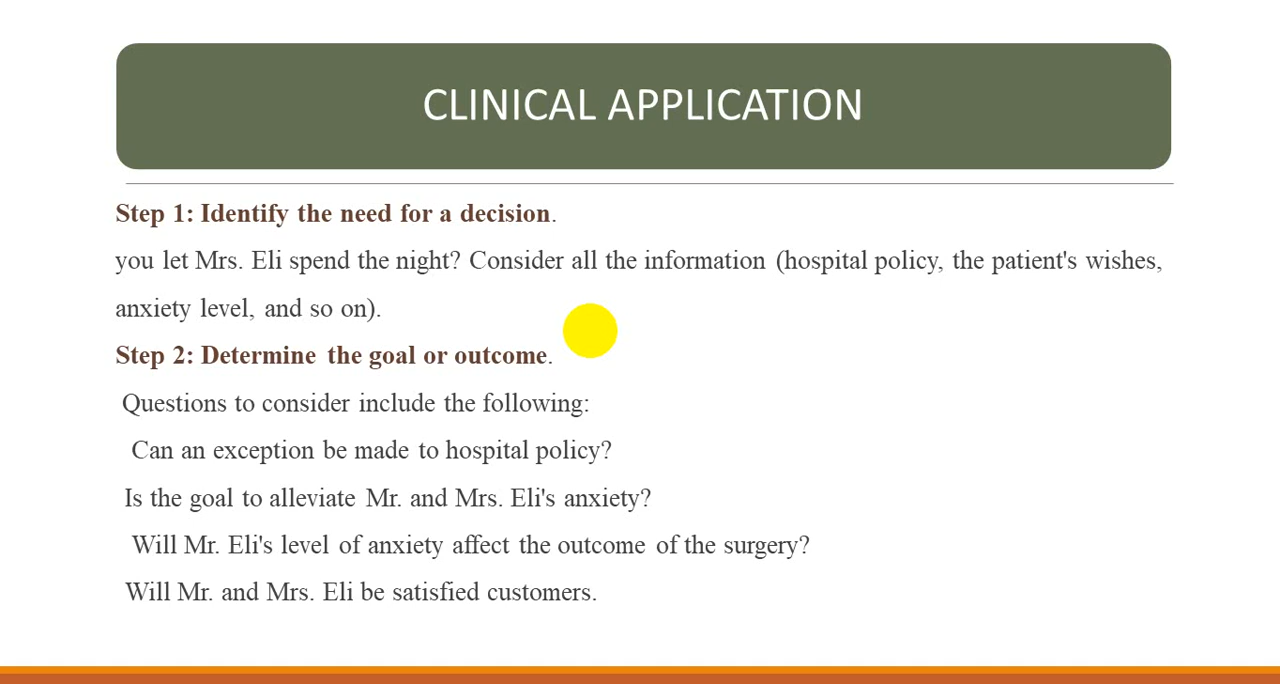 CLINICAL APPLICATION
Step 1: Identify the need for a decision.
you let Mrs. Eli spend the night? Consider all the information (hospital policy, the patient's wishes,
anxiety level, and so on).
Step 2: Determine the goal or outcome.
Questions to consider include the following:
Can an exception be made to hospital policy?
Is the goal to alleviate Mr. and Mrs. Eli's anxiety?
Will Mr. Eli's level of anxiety affect the outcome of the surgery?
Will Mr. and Mrs. Eli be satisfied customers.